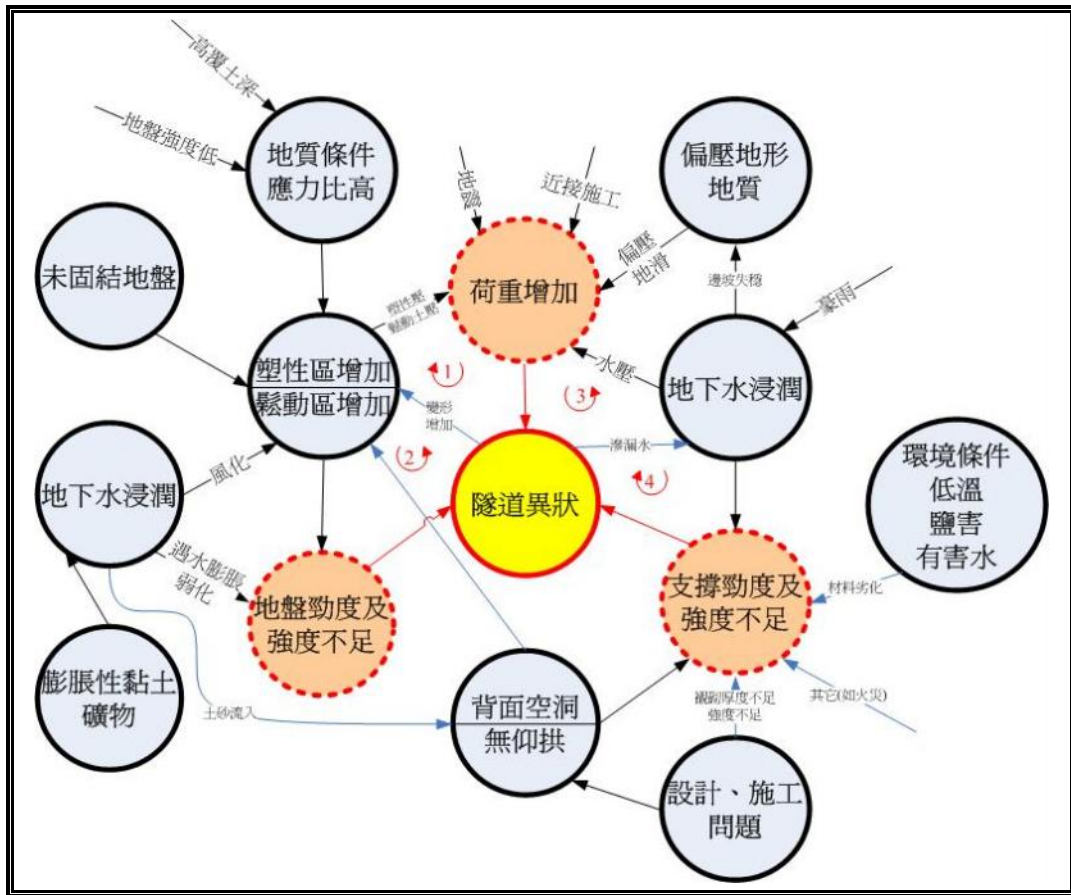 高覆土深
地盤強度低
地質條件
應力比高
地震
近接施工
偏壓地形
地質
未固結地盤
荷重增加
偏壓
地滑
邊坡失穩
豪雨
塑性壓
鬆動土壓
塑性區增加
鬆動區增加
1
3
水壓
地下水浸潤
變形
增加
2
滲漏水
4
地下水浸潤
風化
隧道異狀
環境條件
低溫
鹽害
有害水
遇水膨脹
弱化
地盤勁度及
強度不足
支撐勁度及
強度不足
材料劣化
膨脹性黏土
礦物
土砂流入
背面空洞
無仰拱
襯砌厚度不足
強度不足
其它(如火災)
設計、施工
問題